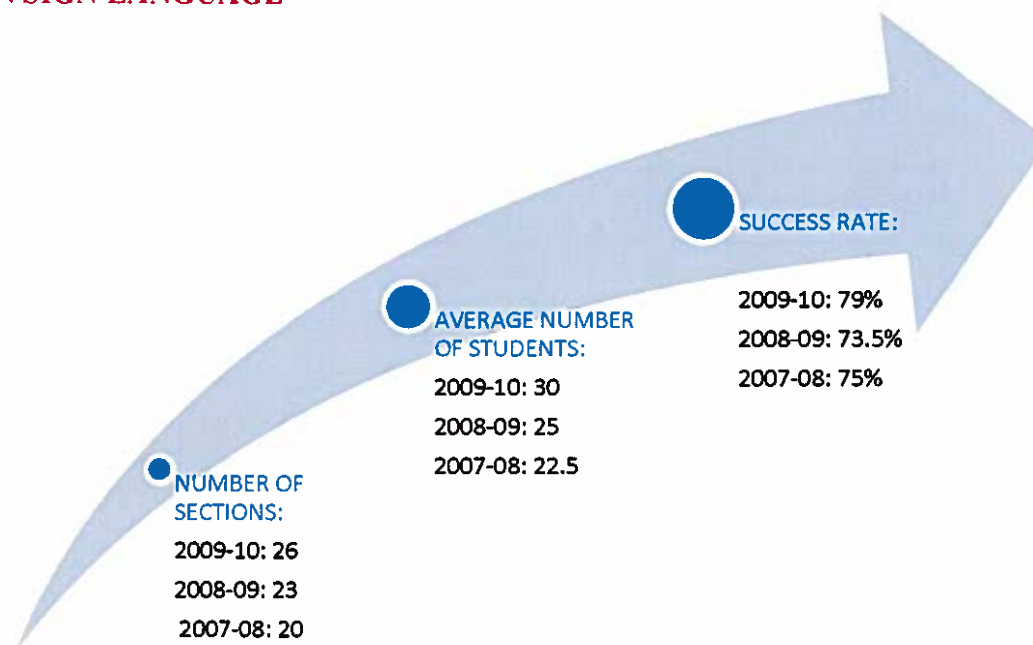 SIGN LANGUAGE
SUCCESS RATE:
2009-10: 79%
2008-09: 73.5%
2007-08: 75%
AVERAGE NUMBER
OF STUDENTS:
2009-10: 30
2008-09: 25
2007-08: 22.5
NUMBER OF
SECTIONS:
2009-10: 26
2008-09: 23
2007-08: 20